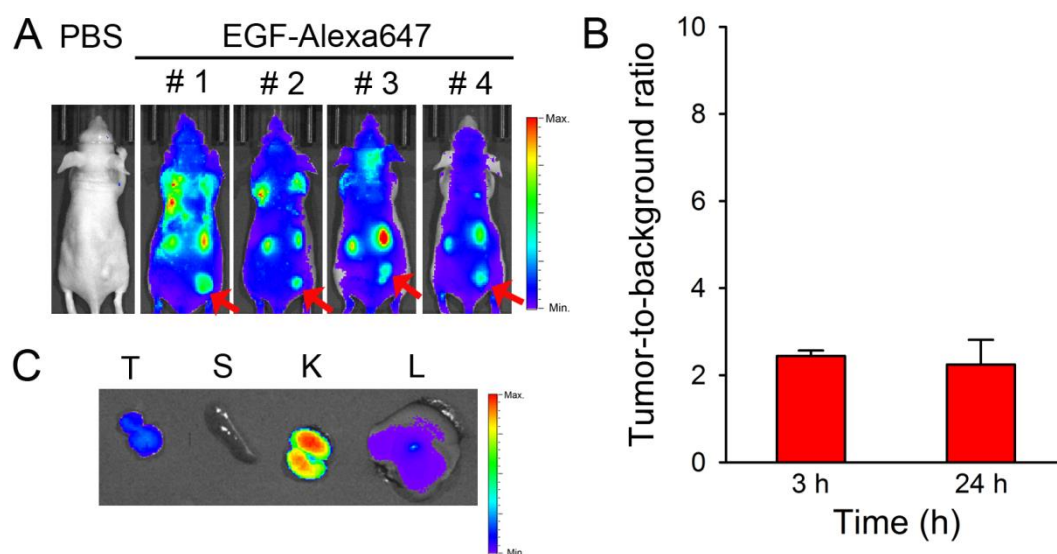 A
PBS
EGF-Alexa647
# 1
# 2
# 3
# 4
Max.
Min.
B
Tumor-to-background ratio
10
8
6
4
2
0
3 h
24 h
Time (h)
C
T
S
K
L
Max.
Min.